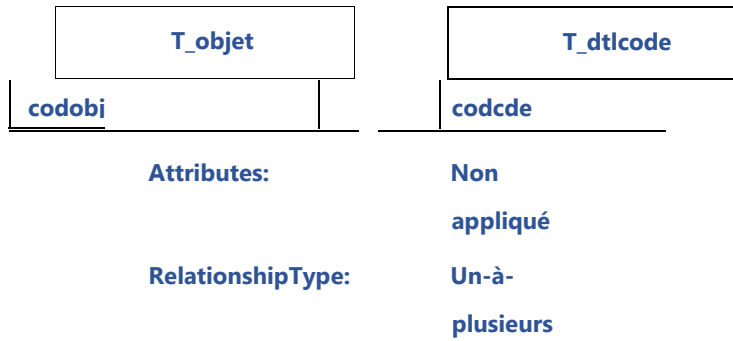 T_objet T_dtlcode
codobj codcde
Attributes: Non
appliqué
RelationshipType: Un-à-
plusieurs